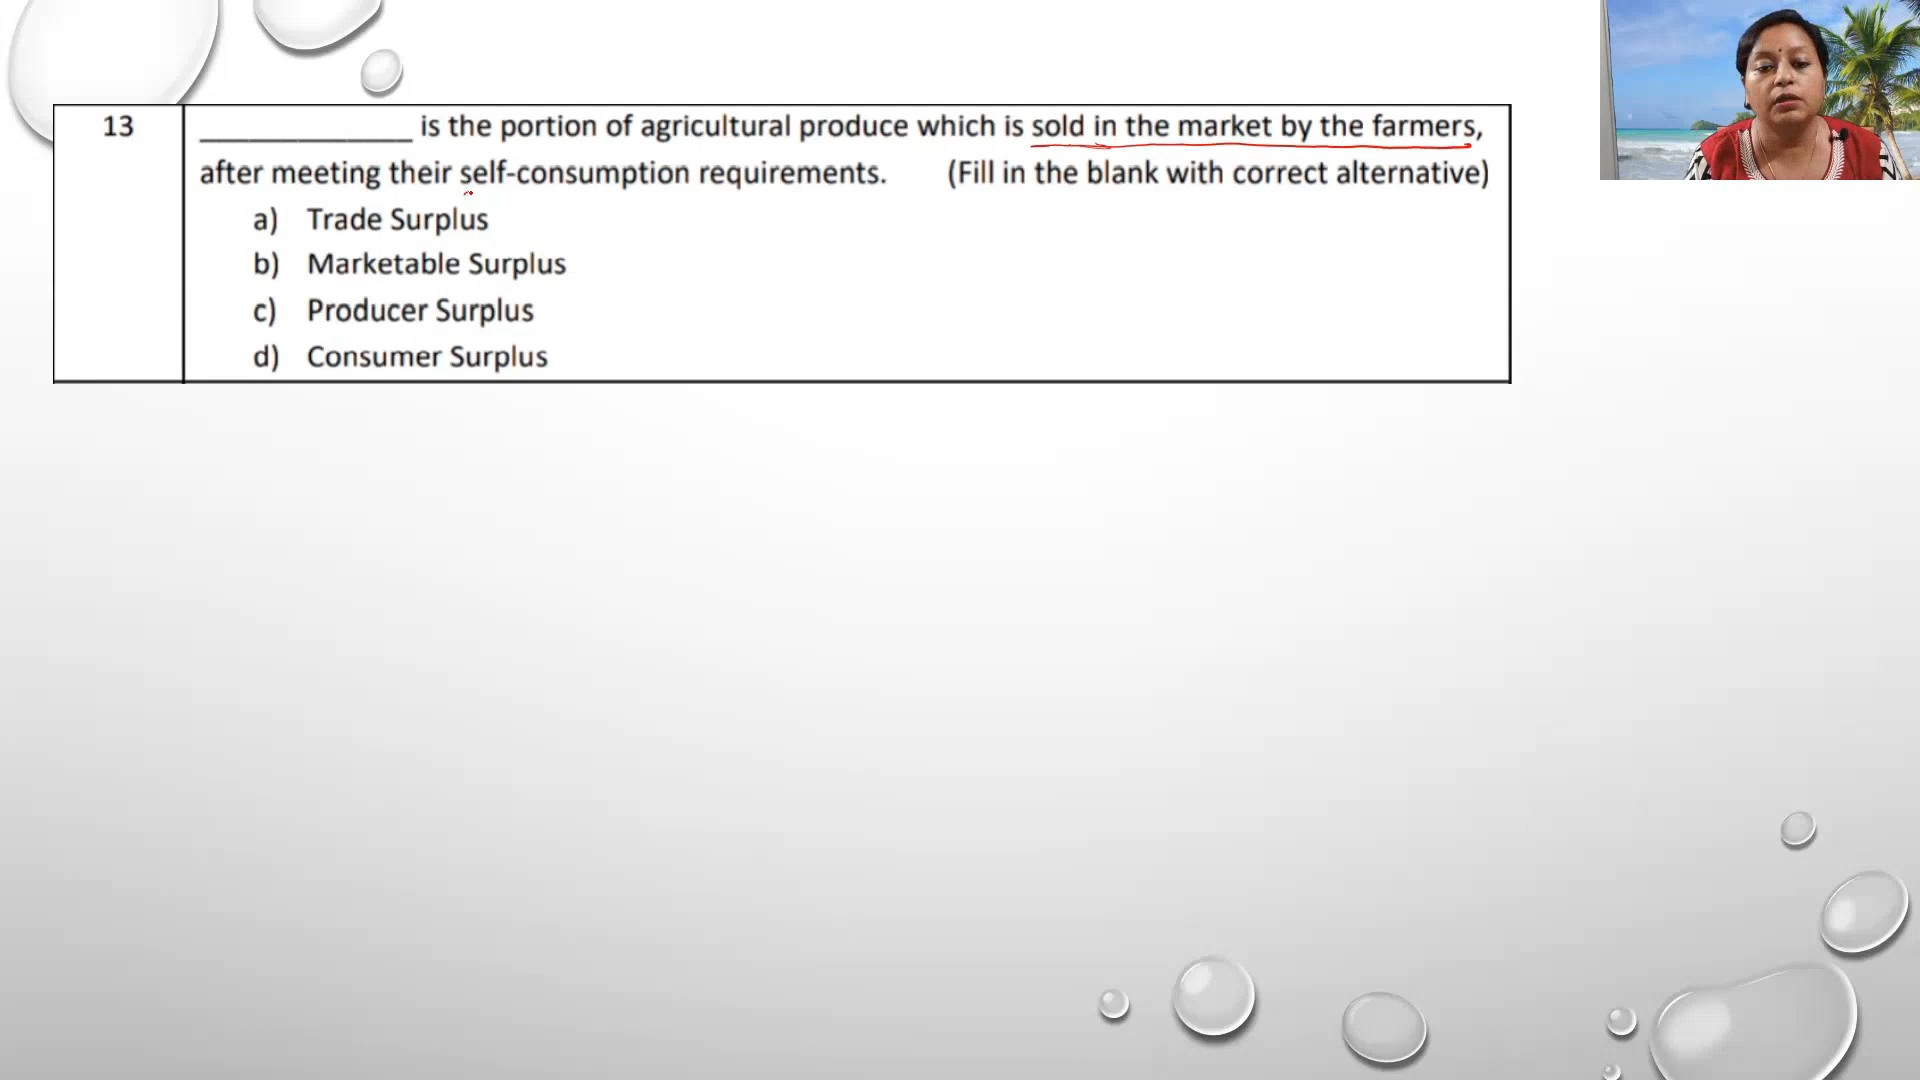 13
______________ is the portion of agricultural produce which is sold in the market by the farmers,
after meeting their self-consumption requirements. (Fill in the blank with correct alternative)
a) Trade Surplus
b) Marketable Surplus
c) Producer Surplus
d) Consumer Surplus